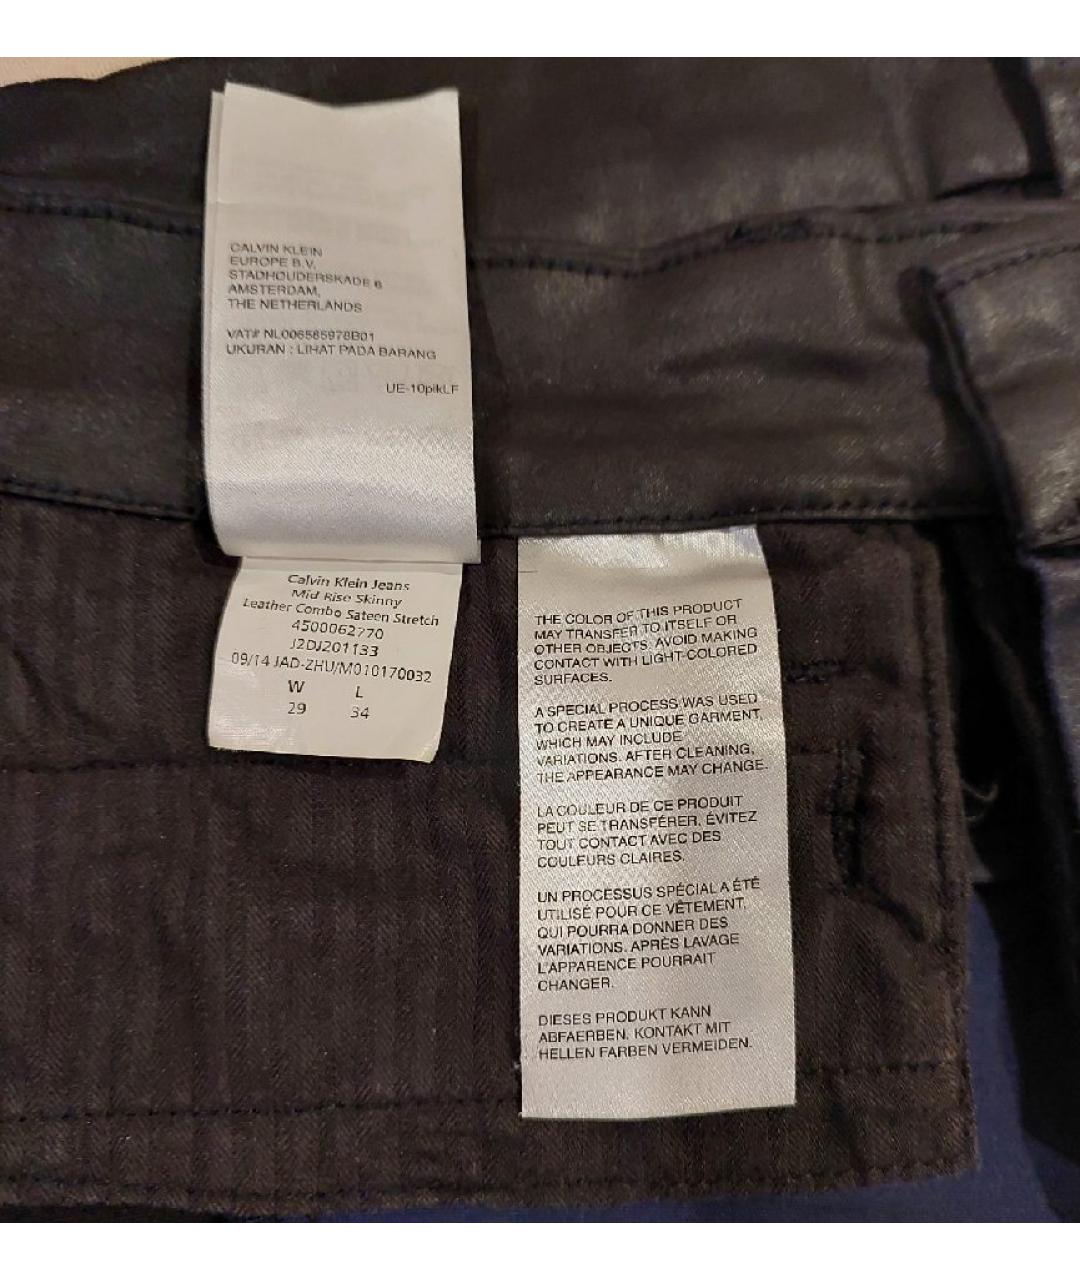 CALVIN KLEIN
EUROPE B.V.
STADHOUDERSKADE 6
AMSTERDAM,
THE NETHERLANDS
VAT# NL006585978B01
UKURAN : LIHAT PADA BARANG
UE-10plkLF
Calvin Klein Jeans
Mid Rise Skinny
Leather Combo Sateen Stretch
4500062770
J2DJ201133
09/14 JAD-ZHU/M010170032
W L
29 34
THE COLOR OF THIS PRODUCT
MAY TRANSFER TO ITSELF OR
OTHER OBJECTS. AVOID MAKING
CONTACT WITH LIGHT-COLORED
SURFACES.
A SPECIAL PROCESS WAS USED
TO CREATE A UNIQUE GARMENT,
WHICH MAY INCLUDE
VARIATIONS. AFTER CLEANING,
THE APPEARANCE MAY CHANGE.
LA COULEUR DE CE PRODUIT
PEUT SE TRANSFÉRER. ÉVITEZ
TOUT CONTACT AVEC DES
COULEURS CLAIRES.
UN PROCESSUS SPÉCIAL A ÉTÉ
UTILISÉ POUR CE VÊTEMENT,
QUI POURRA DONNER DES
VARIATIONS. APRÈS LAVAGE
L'APPARENCE POURRAIT
CHANGER.
DIESES PRODUKT KANN
ABFAERBEN. KONTAKT MIT
HELLEN FARBEN VERMEIDEN.